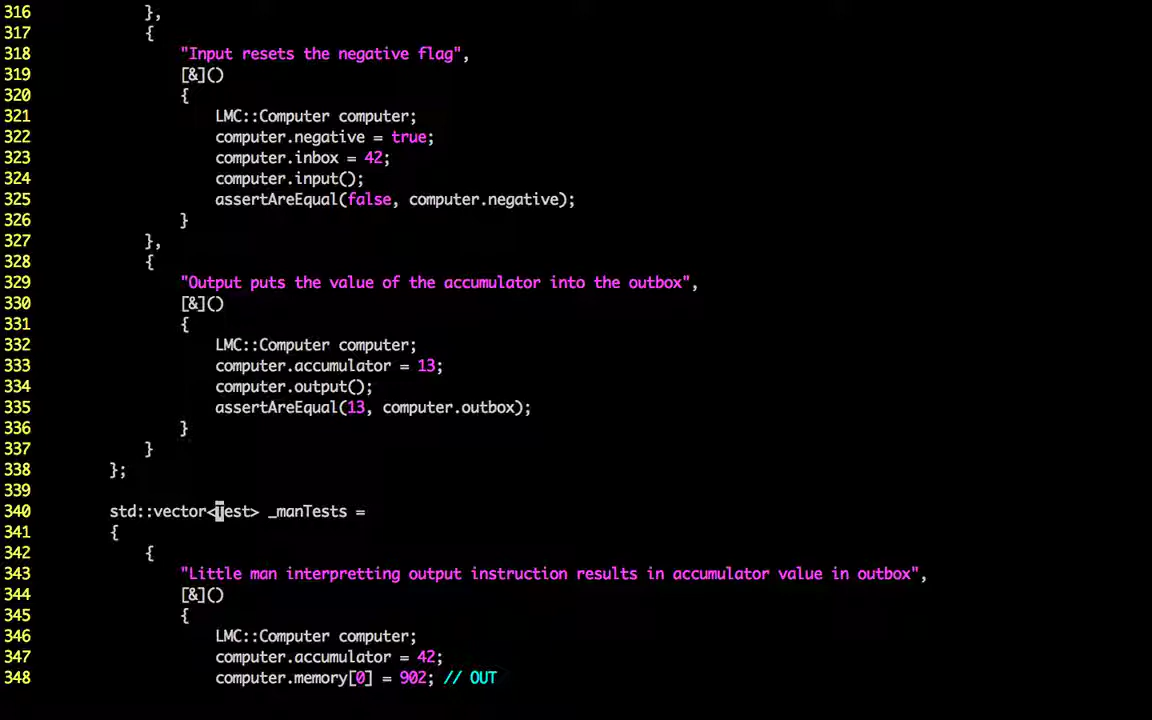 316             },
317             {
318                 "Input resets the negative flag",
319                 [&]()
320                 {
321                     LMC::Computer computer;
322                     computer.negative = true;
323                     computer.inbox = 42;
324                     computer.input();
325                     assertAreEqual(false, computer.negative);
326                 }
327             },
328             {
329                 "Output puts the value of the accumulator into the outbox",
330                 [&]()
331                 {
332                     LMC::Computer computer;
333                     computer.accumulator = 13;
334                     computer.output();
335                     assertAreEqual(13, computer.outbox);
336                 }
337             }
338         };
339
340         std::vector<Test> _manTests =
341         {
342             {
343                 "Little man interpretting output instruction results in accumulator value in outbox",
344                 [&]()
345                 {
346                     LMC::Computer computer;
347                     computer.accumulator = 42;
348                     computer.memory[0] = 902; // OUT